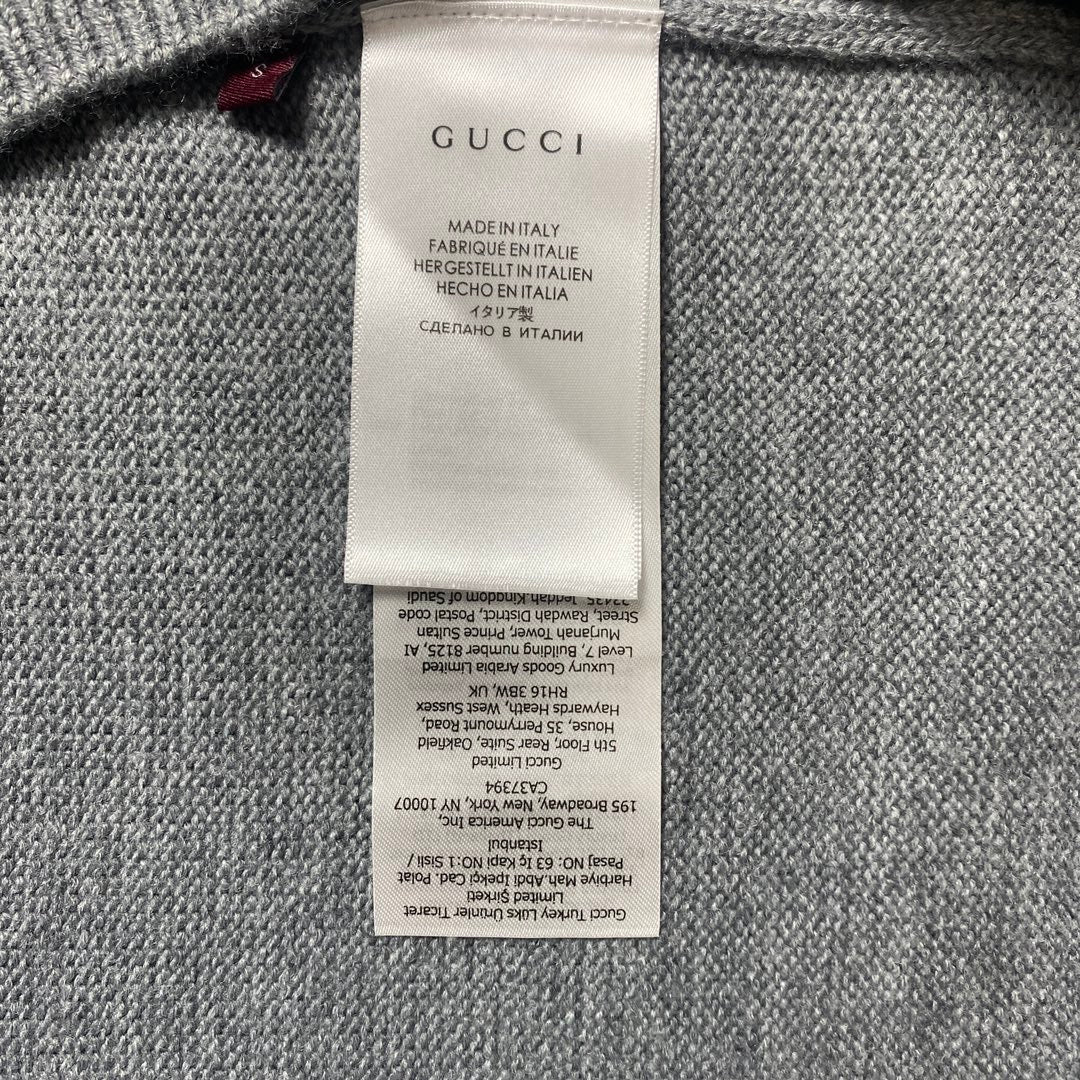 S
GUCCI
MADE IN ITALY
FABRIQUÉ EN ITALIE
HERGESTELLT IN ITALIEN
HECHO EN ITALIA
イタリア製
СДЕЛАНО В ИТАЛИИ
Gucci Turkey Lüks Ürünler Ticaret
Limited Şirketi
Harbiye Mah.Abdi Ipekçi Cad. Polat
Pasaj NO: 63 Iç Kapi NO:1 Sisli /
Istanbul
The Gucci America Inc,
195 Broadway, New York, NY 10007
CA37394
Gucci Limited
5th Floor, Rear Suite, Oakfield
House, 35 Perrymount Road,
Haywards Heath, West Sussex
RH16 3BW, UK
Luxury Goods Arabia Limited
Level 7, Building number 8125, Al
Murjanah Tower, Prince Sultan
Street, Rawdah District, Postal code
Jeddah,Kingdom of Saudi